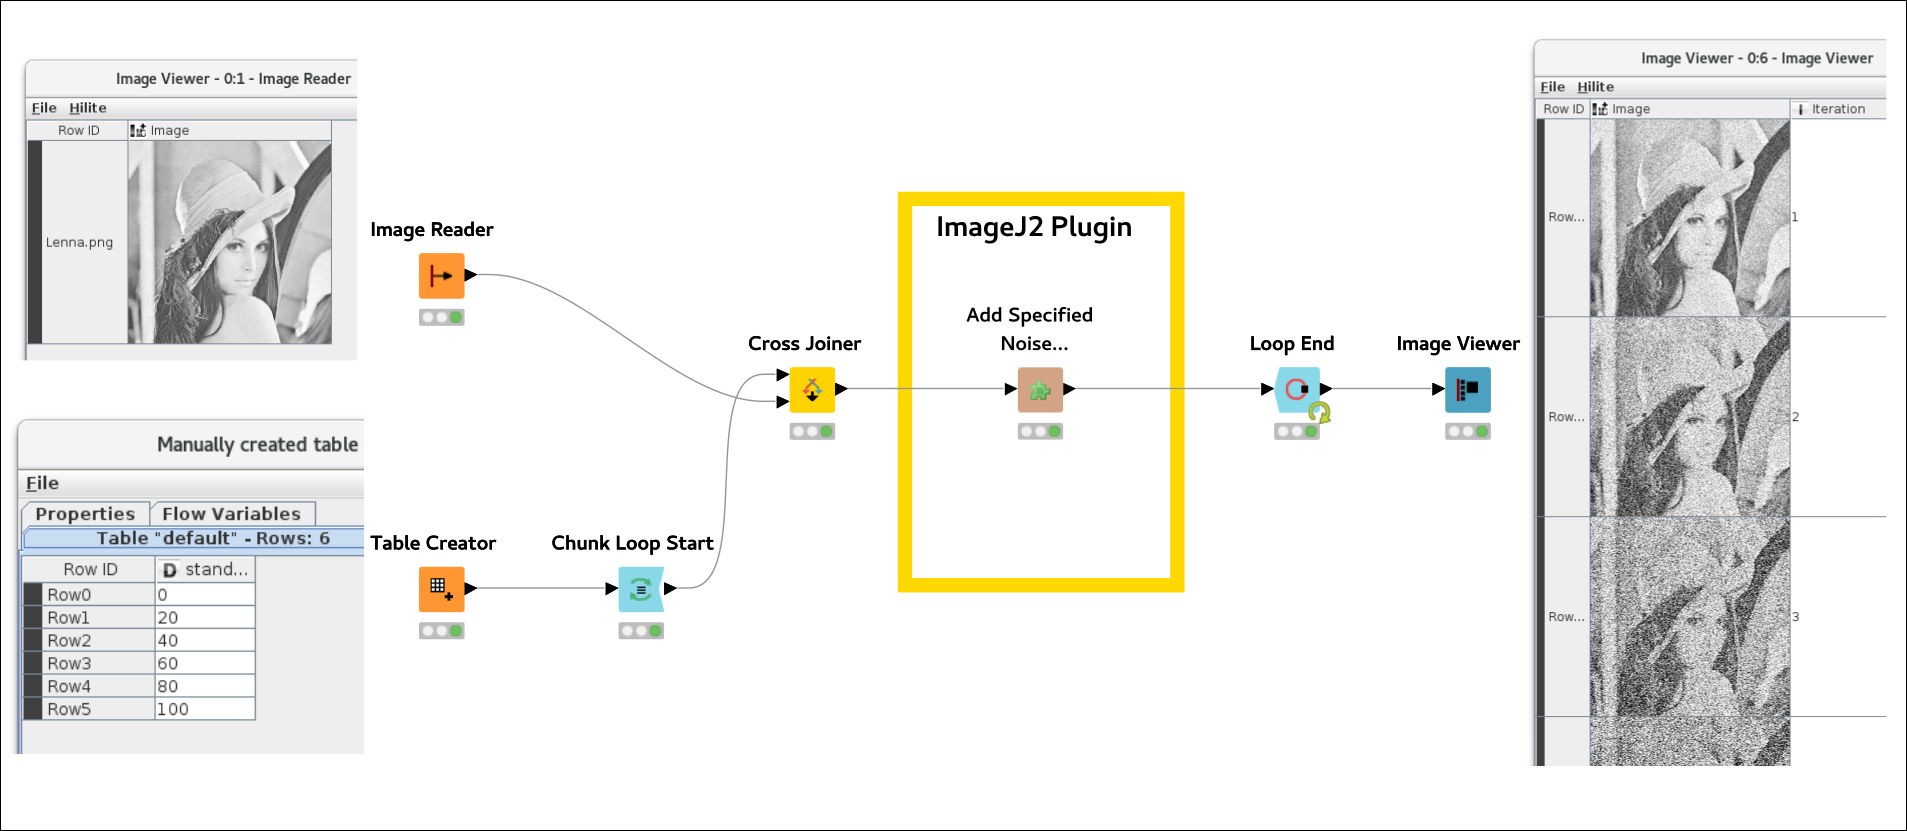 Image Viewer - 0:1 - Image Reader
File Hilite
Row ID Image
Lenna.png
Manually created table
File
Properties Flow Variables
Table "default" - Rows: 6
Row ID D stand...
Row0 0
Row1 20
Row2 40
Row3 60
Row4 80
Row5 100
Image Reader
Table Creator
Chunk Loop Start
Cross Joiner
ImageJ2 Plugin
Add Specified
Noise...
Loop End
Image Viewer
Image Viewer - 0:6 - Image Viewer
File Hilite
Row ID Image I Iteration
Row... 1
Row... 2
Row... 3